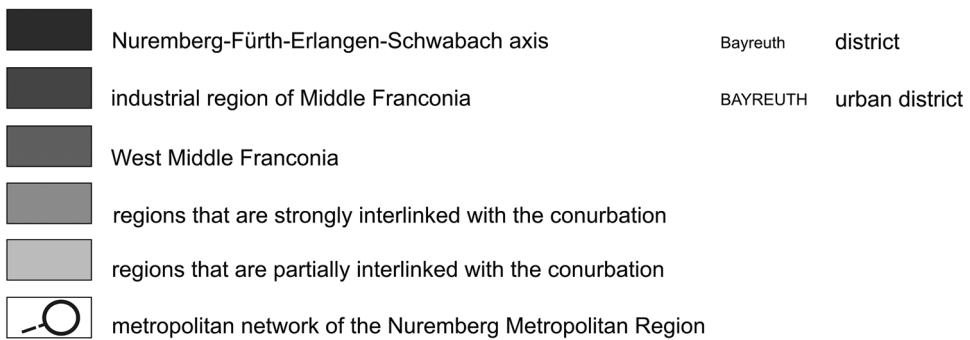 Nuremberg-Fürth-Erlangen-Schwabach axis
industrial region of Middle Franconia
West Middle Franconia
regions that are strongly interlinked with the conurbation
regions that are partially interlinked with the conurbation
metropolitan network of the Nuremberg Metropolitan Region
Bayreuth district
BAYREUTH urban district